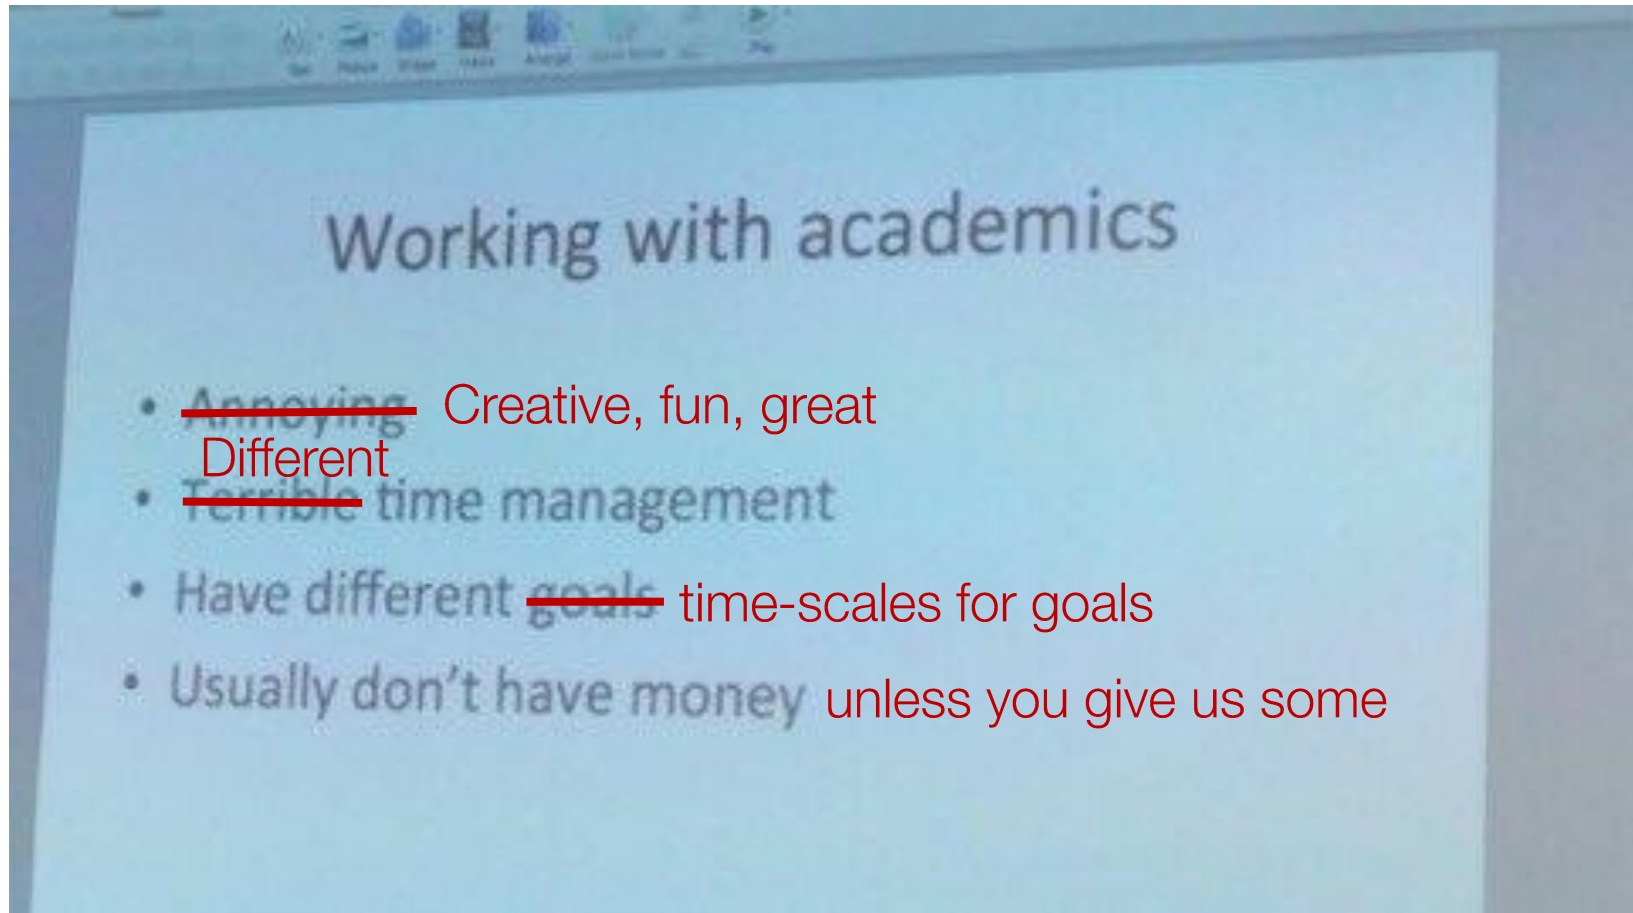 Working with academics
• Annoying Creative, fun, great
Different
• Terrible time management
• Have different goals time-scales for goals
• Usually don't have money unless you give us some